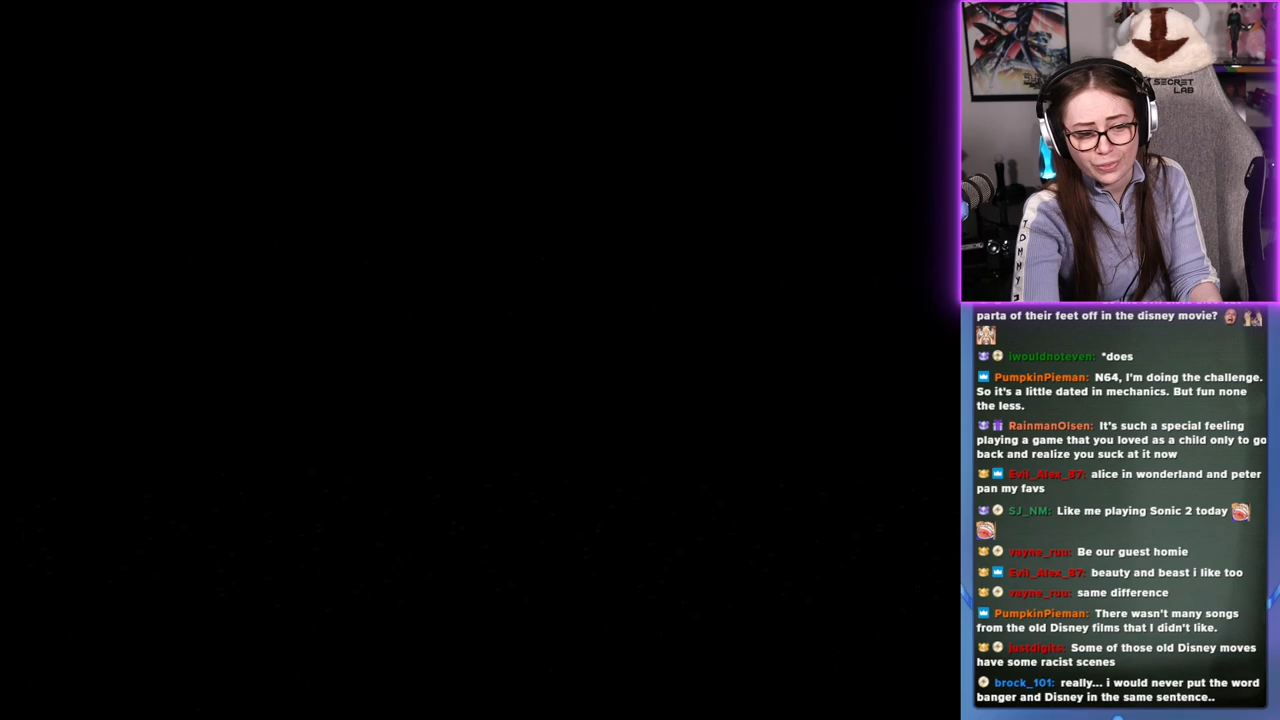 SECRET
LAB
TOMMY
parta of their feet off in the disney movie?
iwouldnoteven: *does
PumpkinPieman: N64, I'm doing the challenge.
So it's a little dated in mechanics. But fun none
the less.
RainmanOlsen: It's such a special feeling
playing a game that you loved as a child only to go
back and realize you suck at it now
Evil_Alex_87: alice in wonderland and peter
pan my favs
SJ_NM: Like me playing Sonic 2 today
vayne_ruu: Be our guest homie
Evil_Alex_87: beauty and beast i like too
vayne_ruu: same difference
PumpkinPieman: There wasn't many songs
from the old Disney films that I didn't like.
justdigits: Some of those old Disney moves
have some racist scenes
brock_101: really... i would never put the word
banger and Disney in the same sentence..